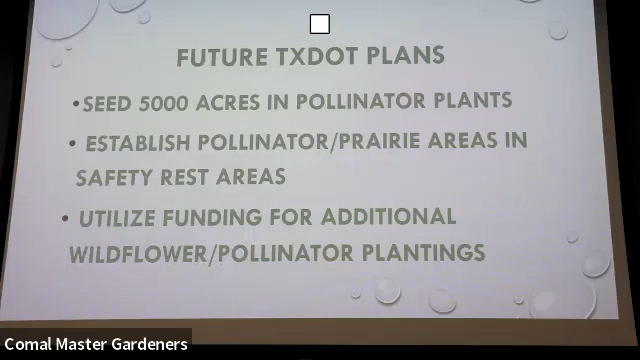 FUTURE TXDOT PLANS
•SEED 5000 ACRES IN POLLINATOR PLANTS
• ESTABLISH POLLINATOR/PRAIRIE AREAS IN
SAFETY REST AREAS
• UTILIZE FUNDING FOR ADDITIONAL
WILDFLOWER/POLLINATOR PLANTINGS
Comal Master Gardeners